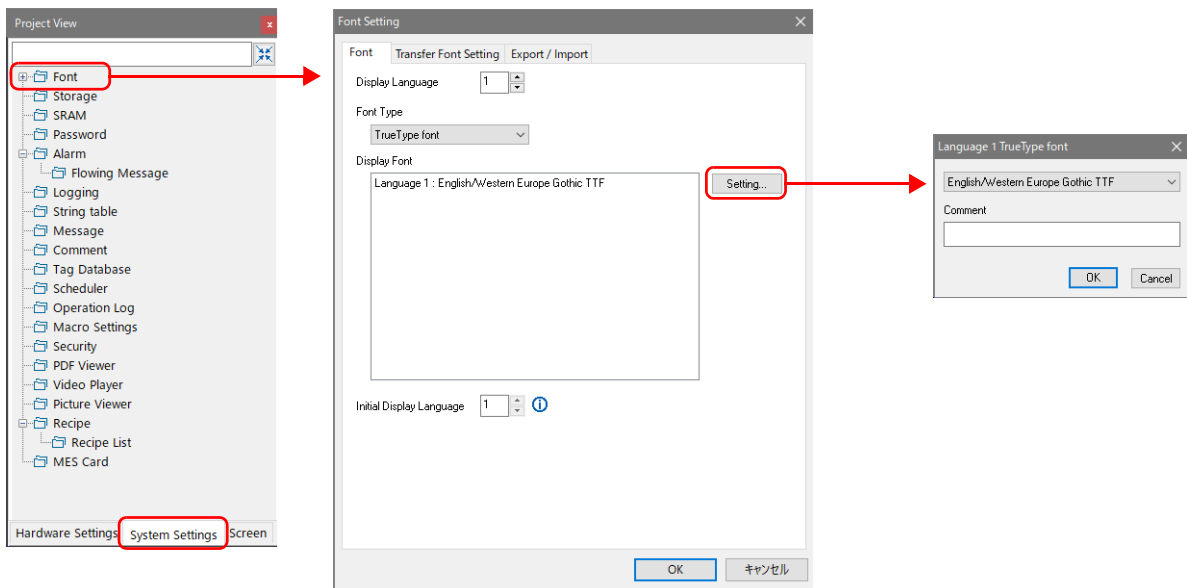 Project View
Font
Storage
SRAM
Password
Alarm
Flowing Message
Logging
String table
Message
Comment
Tag Database
Scheduler
Operation Log
Macro Settings
Security
PDF Viewer
Video Player
Picture Viewer
Recipe
Recipe List
MES Card
Hardware Settings System Settings Screen
Font Setting
Font Transfer Font Setting Export / Import
Display Language 1
Font Type
TrueType font
Display Font
Language 1 : English/Western Europe Gothic TTF
Setting...
Initial Display Language 1
OK キャンセル
Language 1 TrueType font
English/Western Europe Gothic TTF
Comment
OK Cancel